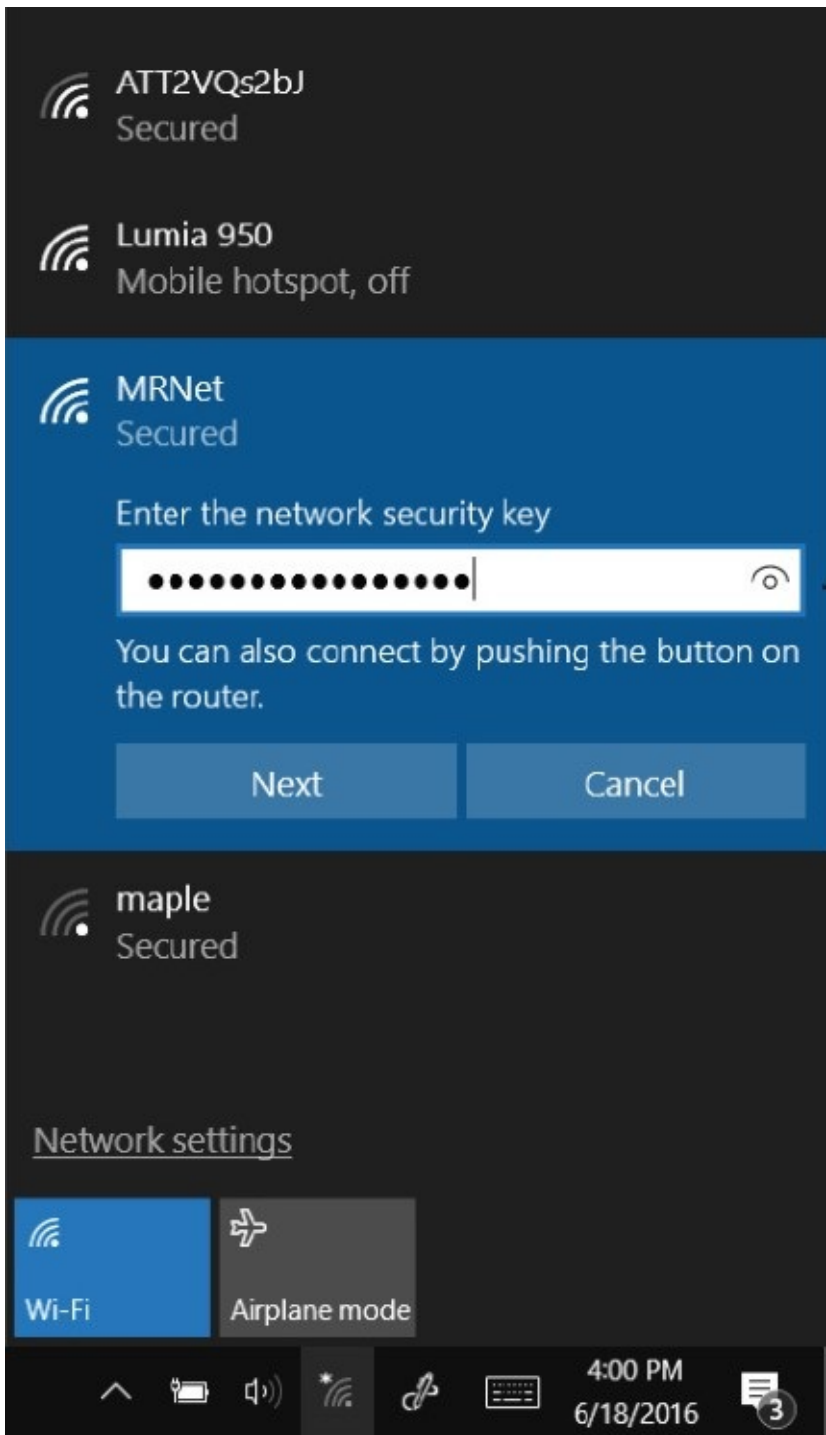 ATT2VQs2bJ
Secured
Lumia 950
Mobile hotspot, off
MRNet
Secured
Enter the network security key
••••••••••••••••
You can also connect by pushing the button on
the router.
Next Cancel
maple
Secured
Network settings
Wi-Fi Airplane mode
4:00 PM
6/18/2016
3